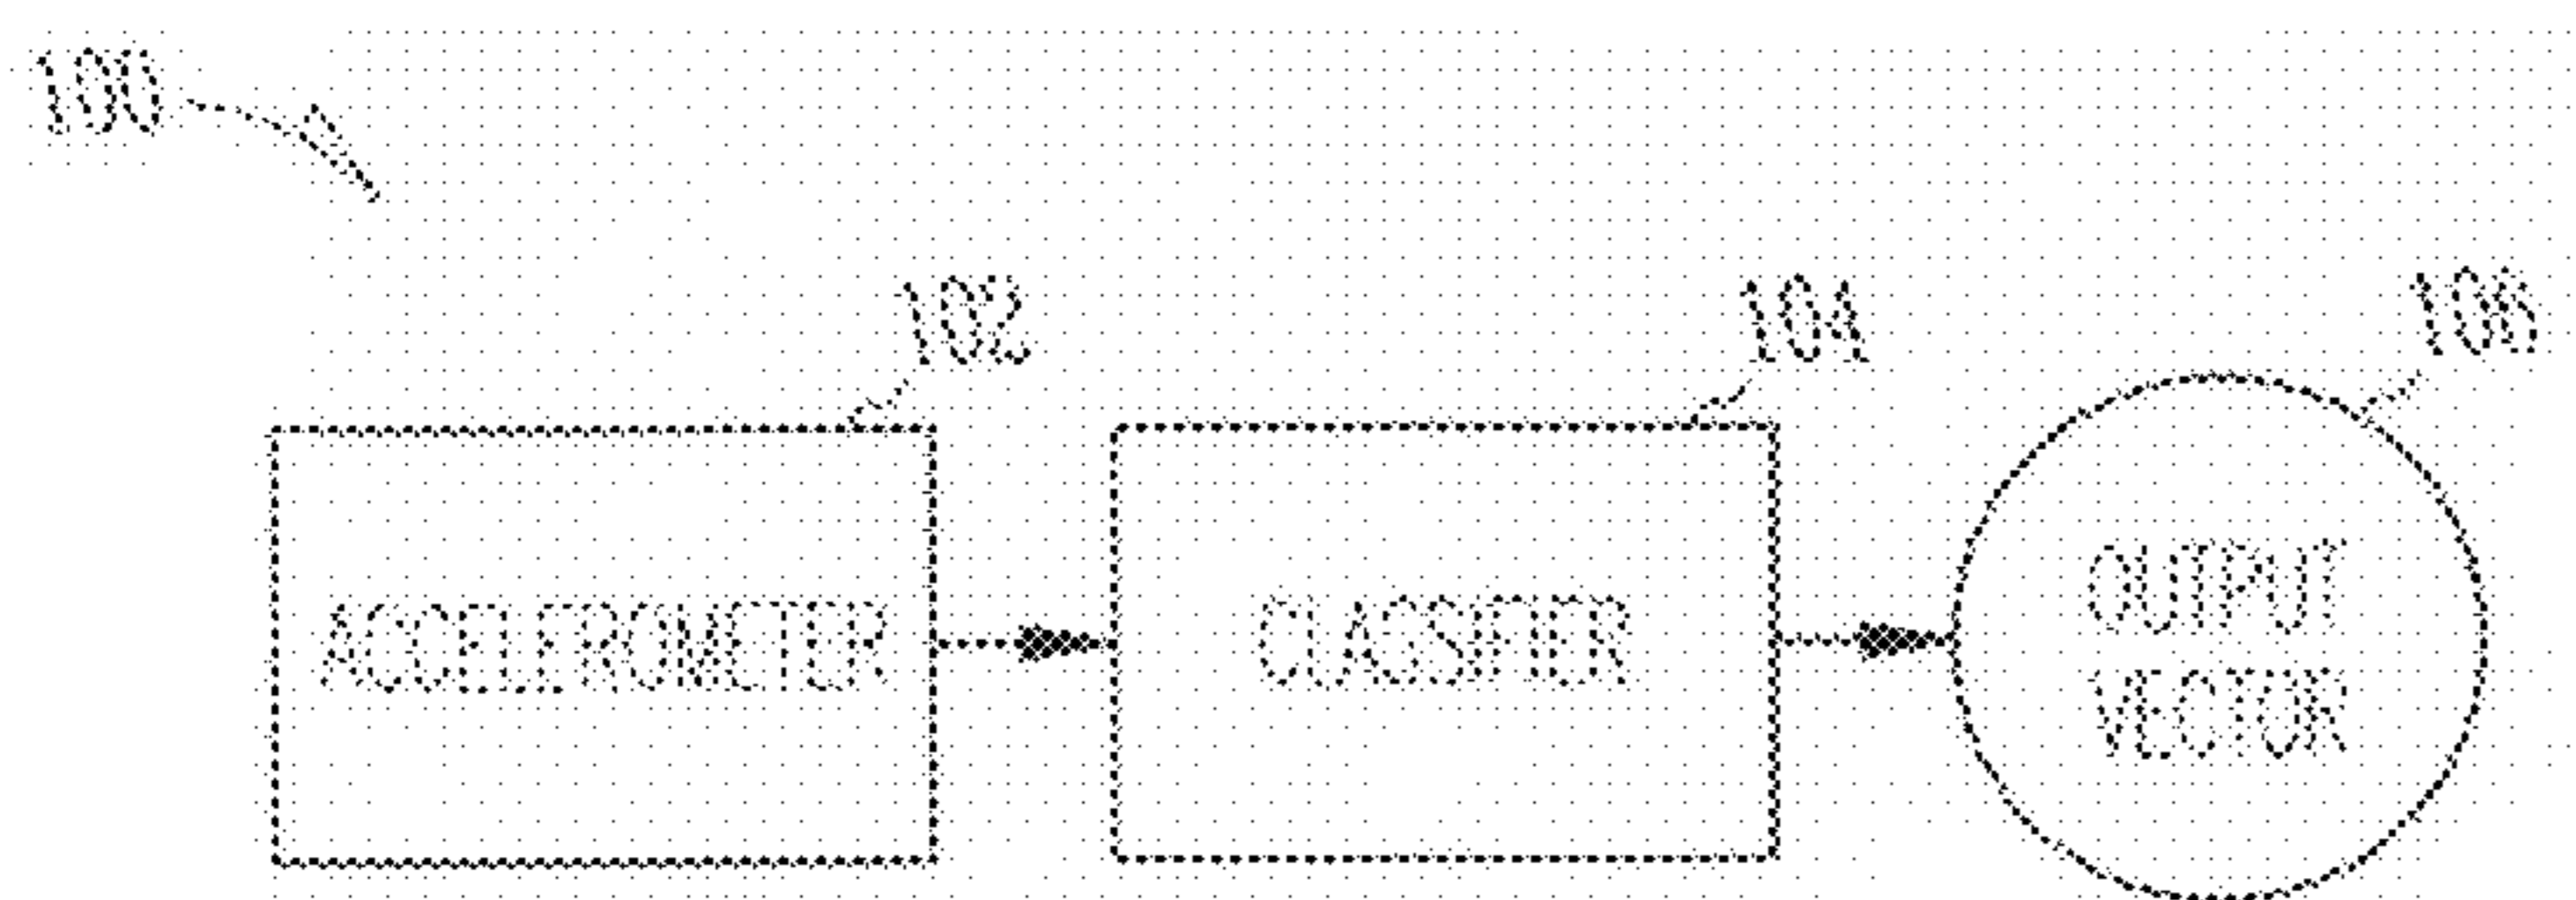 100
102
104
106
ACCELEROMETER
CLASSIFIER
OUTPUT
VECTOR